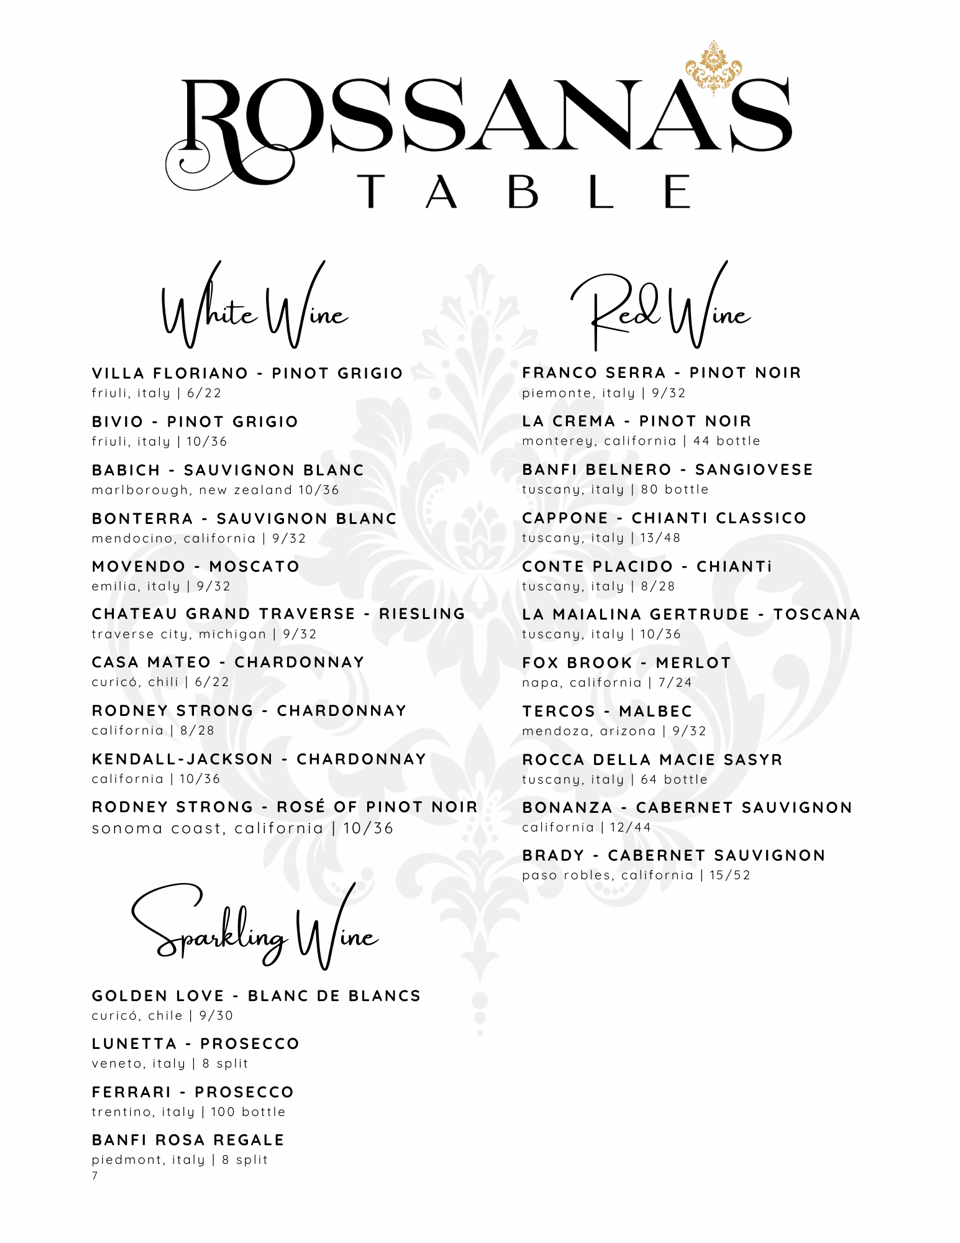 ROSSANA'S
TABLE
White Wine
VILLA FLORIANO - PINOT GRIGIO
friuli, italy | 6/22
BIVIO - PINOT GRIGIO
friuli, italy | 10/36
BABICH - SAUVIGNON BLANC
marlborough, new zealand 10/36
BONTERRA - SAUVIGNON BLANC
mendocino, california | 9/32
MOVENDO - MOSCATO
emilia, italy | 9/32
CHATEAU GRAND TRAVERSE - RIESLING
traverse city, michigan | 9/32
CASA MATEO - CHARDONNAY
curicó, chili | 6/22
RODNEY STRONG - CHARDONNAY
california | 8/28
KENDALL-JACKSON - CHARDONNAY
california | 10/36
RODNEY STRONG - ROSÉ OF PINOT NOIR
sonoma coast, california | 10/36
Sparkling Wine
GOLDEN LOVE - BLANC DE BLANCS
curicó, chile | 9/30
LUNETTA - PROSECCO
veneto, italy | 8 split
FERRARI - PROSECCO
trentino, italy | 100 bottle
BANFI ROSA REGALE
piedmont, italy | 8 split
7
Red Wine
FRANCO SERRA - PINOT NOIR
piemonte, italy | 9/32
LA CREMA - PINOT NOIR
monterey, california | 44 bottle
BANFI BELNERO - SANGIOVESE
tuscany, italy | 80 bottle
CAPPONE - CHIANTI CLASSICO
tuscany, italy | 13/48
CONTE PLACIDO - CHIANTi
tuscany, italy | 8/28
LA MAIALINA GERTRUDE - TOSCANA
tuscany, italy | 10/36
FOX BROOK - MERLOT
napa, california | 7/24
TERCOS - MALBEC
mendoza, arizona | 9/32
ROCCA DELLA MACIE SASYR
tuscany, italy | 64 bottle
BONANZA - CABERNET SAUVIGNON
california | 12/44
BRADY - CABERNET SAUVIGNON
paso robles, california | 15/52